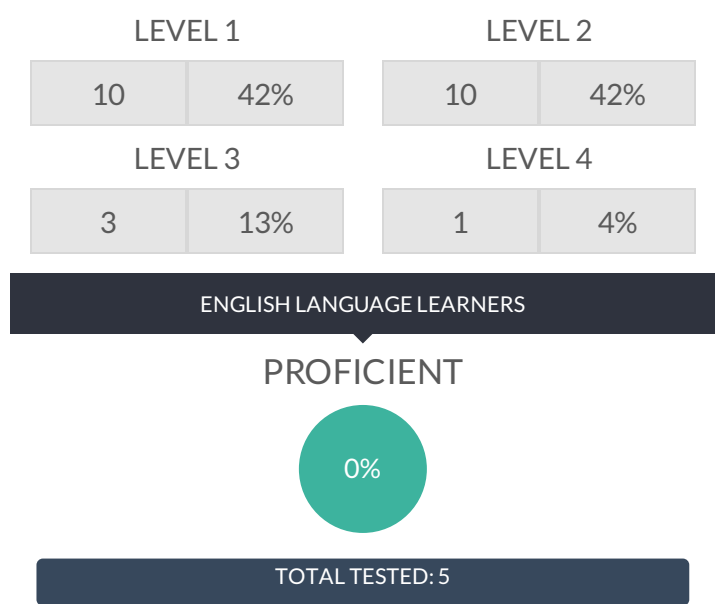 LEVEL 1 LEVEL 2
10 42% 10 42%
LEVEL 3 LEVEL 4
3 13% 1 4%
ENGLISH LANGUAGE LEARNERS
PROFICIENT
0%
TOTAL TESTED: 5